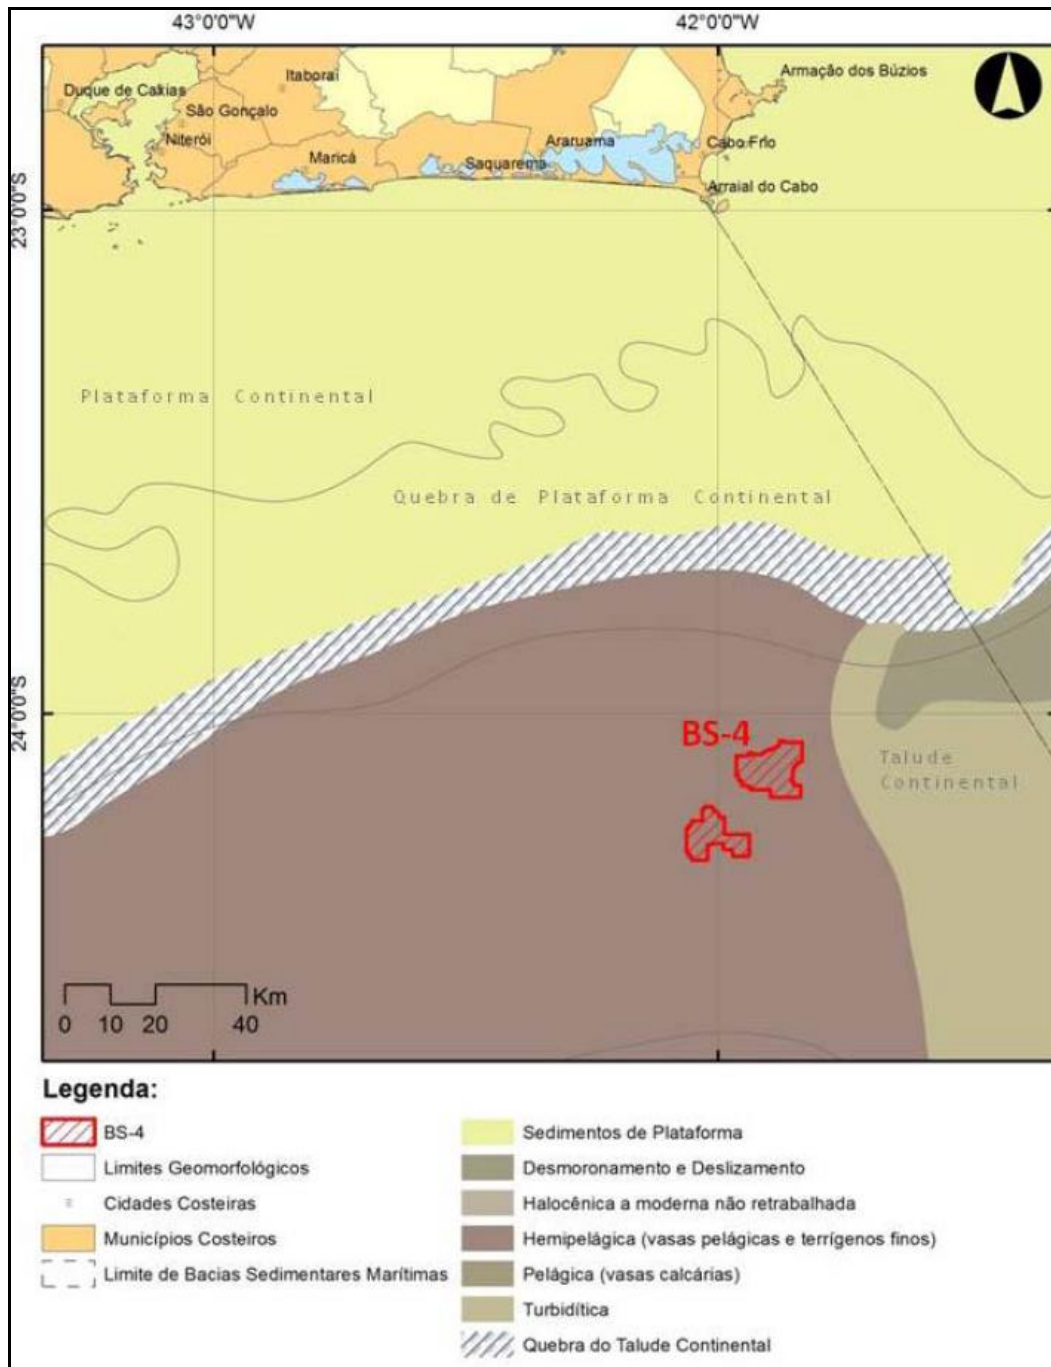 43°0'0"W
42°0'0"W
Duque de Caxias
Itaboraí
São Gonçalo
Niterói
Maricá
Saquarema
Araruama
Armação dos Búzios
Cabo Frio
Arraial do Cabo
23°0'0"S
Plataforma Continental
Quebra de Plataforma Continental
24°0'0"S
BS-4
Talude
Continental
Km
0 10 20 40
Legenda:
BS-4
Limites Geomorfológicos
Cidades Costeiras
Municípios Costeiros
Limite de Bacias Sedimentares Marítimas
Sedimentos de Plataforma
Desmoronamento e Deslizamento
Halocênica a moderna não retrabalhada
Hemipelágica (vasas pelágicas e terrígenos finos)
Pelágica (vasas calcárias)
Turbidítica
Quebra do Talude Continental